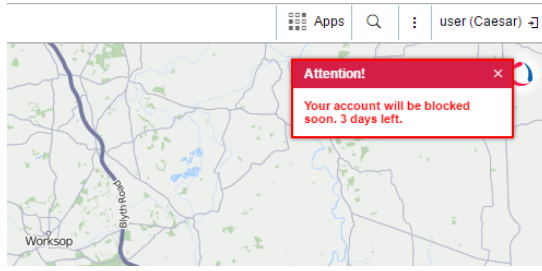 Apps
user (Caesar)
Attention!
Your account will be blocked
soon. 3 days left.
Blyth Road
Worksop